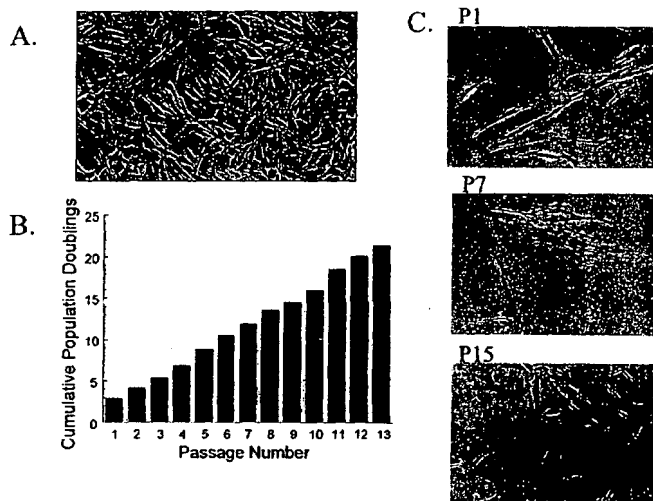 A.
B.
Cumulative Population Doublings
25
20
15
10
5
0
1 2 3 4 5 6 7 8 9 10 11 12 13
Passage Number
C.
P1
P7
P15